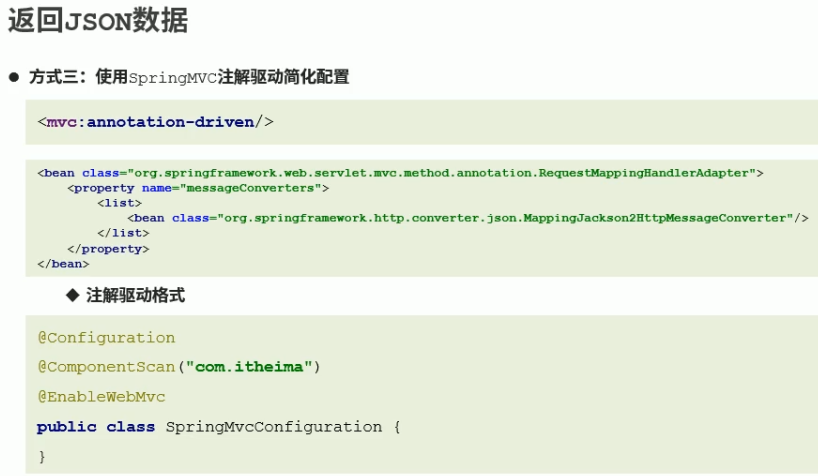 返回JSON数据
● 方式三：使用SpringMVC注解驱动简化配置
<mvc:annotation-driven/>
<bean class="org.springframework.web.servlet.mvc.method.annotation.RequestMappingHandlerAdapter">
<property name="messageConverters">
<list>
<bean class="org.springframework.http.converter.json.MappingJackson2HttpMessageConverter"/>
</list>
</property>
</bean>
◆ 注解驱动格式
@Configuration
@ComponentScan("com.itheima")
@EnableWebMvc
public class SpringMvcConfiguration {
}